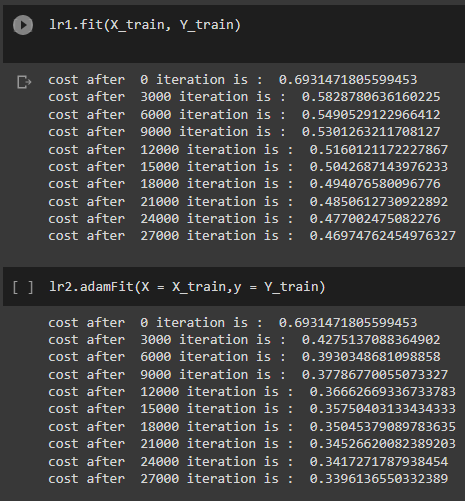 lr1.fit(X_train, Y_train)
cost after  0 iteration is :  0.6931471805599453
cost after  3000 iteration is :  0.5828780636160225
cost after  6000 iteration is :  0.5490529122966412
cost after  9000 iteration is :  0.5301263211708127
cost after  12000 iteration is :  0.5160121172227867
cost after  15000 iteration is :  0.5042687143976233
cost after  18000 iteration is :  0.494076580096776
cost after  21000 iteration is :  0.4850612730922892
cost after  24000 iteration is :  0.477002475082276
cost after  27000 iteration is :  0.46974762454976327
[ ] lr2.adamFit(X = X_train,y = Y_train)
cost after  0 iteration is :  0.6931471805599453
cost after  3000 iteration is :  0.4275137088364902
cost after  6000 iteration is :  0.3930348681098858
cost after  9000 iteration is :  0.37786770055073327
cost after  12000 iteration is :  0.36662669336733783
cost after  15000 iteration is :  0.35750403133434333
cost after  18000 iteration is :  0.35045379089783635
cost after  21000 iteration is :  0.34526620082389203
cost after  24000 iteration is :  0.3417271787938454
cost after  27000 iteration is :  0.3396136550332389